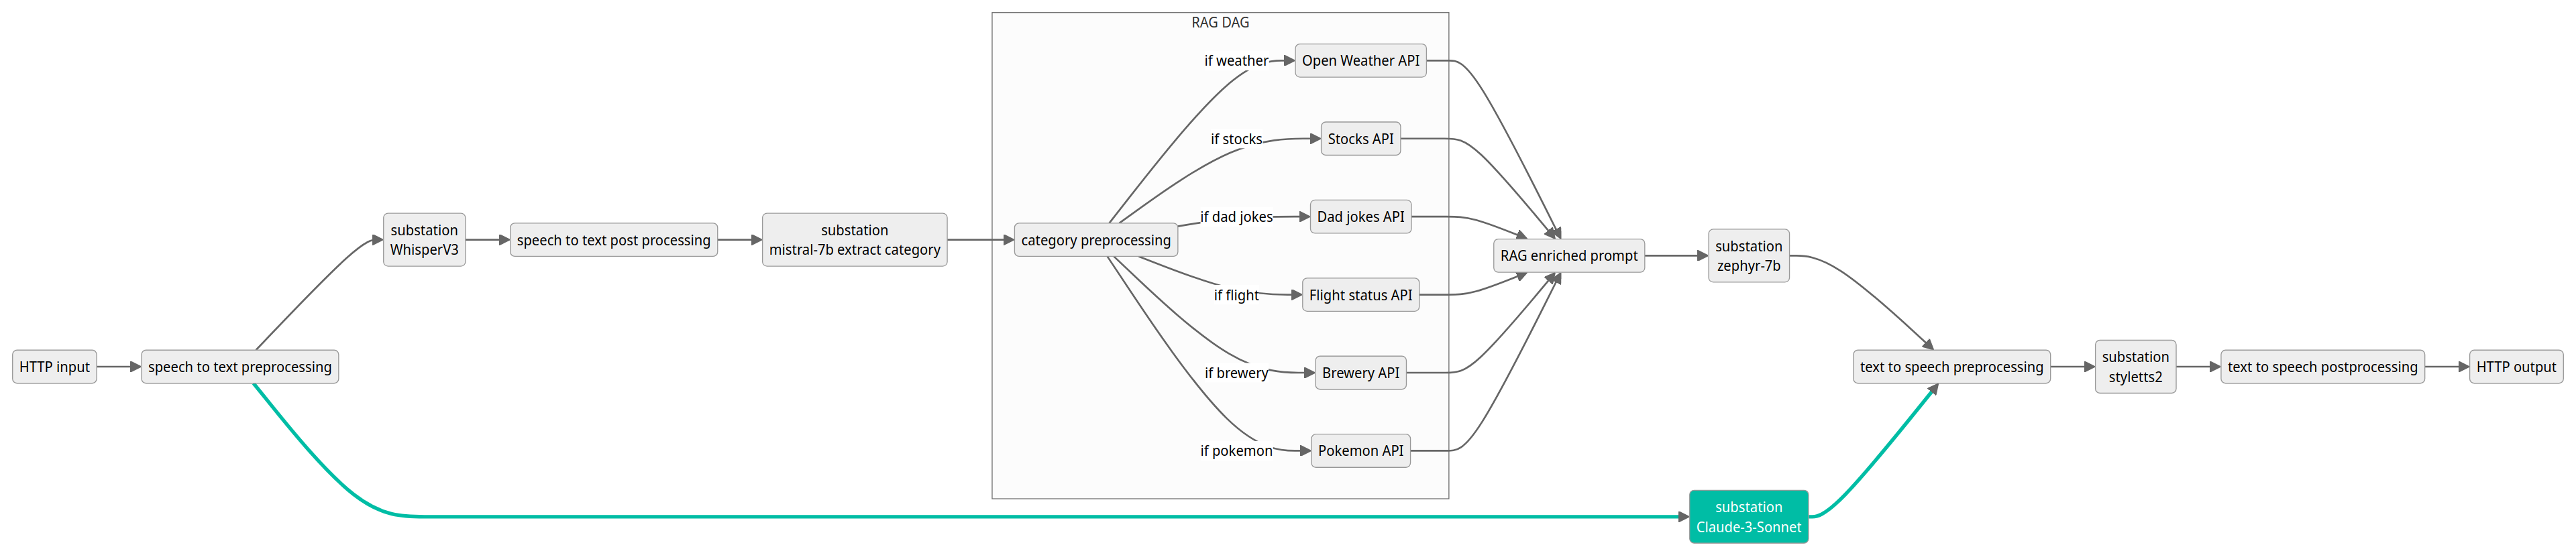 RAG DAG
HTTP input
speech to text preprocessing
substation
WhisperV3
speech to text post processing
substation
mistral-7b extract category
category preprocessing
if weather
Open Weather API
if stocks
Stocks API
if dad jokes
Dad jokes API
if flight
Flight status API
if brewery
Brewery API
if pokemon
Pokemon API
RAG enriched prompt
substation
zephyr-7b
substation
Claude-3-Sonnet
text to speech preprocessing
substation
styletts2
text to speech postprocessing
HTTP output